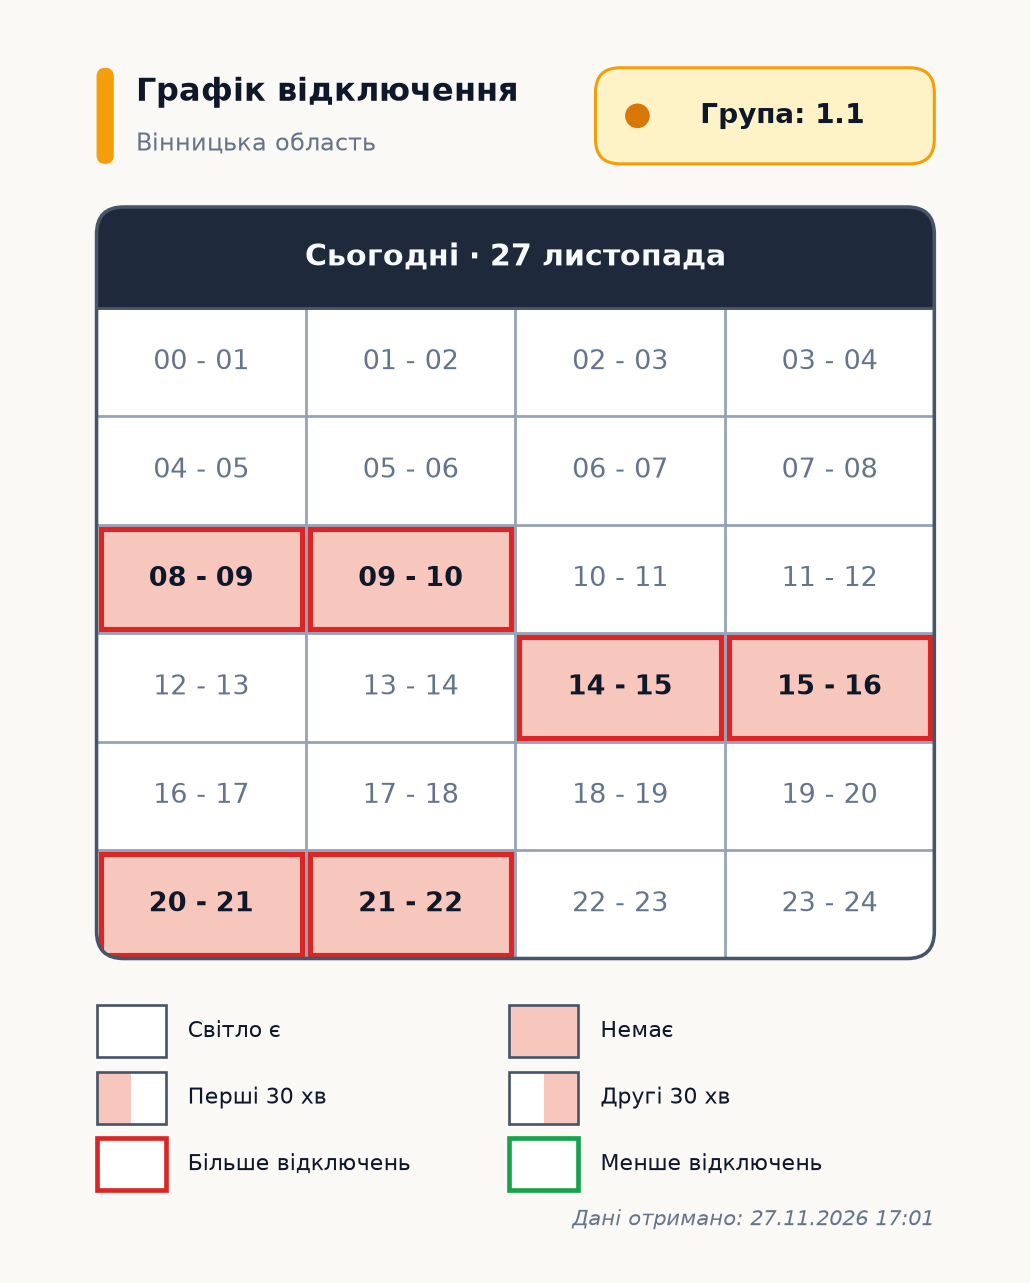 Графік відключення
Вінницька область
Група: 1.1
Сьогодні · 27 листопада
00 - 01 01 - 02 02 - 03 03 - 04
04 - 05 05 - 06 06 - 07 07 - 08
08 - 09 09 - 10 10 - 11 11 - 12
12 - 13 13 - 14 14 - 15 15 - 16
16 - 17 17 - 18 18 - 19 19 - 20
20 - 21 21 - 22 22 - 23 23 - 24
Світло є Немає
Перші 30 хв Другі 30 хв
Більше відключень Менше відключень
Дані отримано: 27.11.2026 17:01